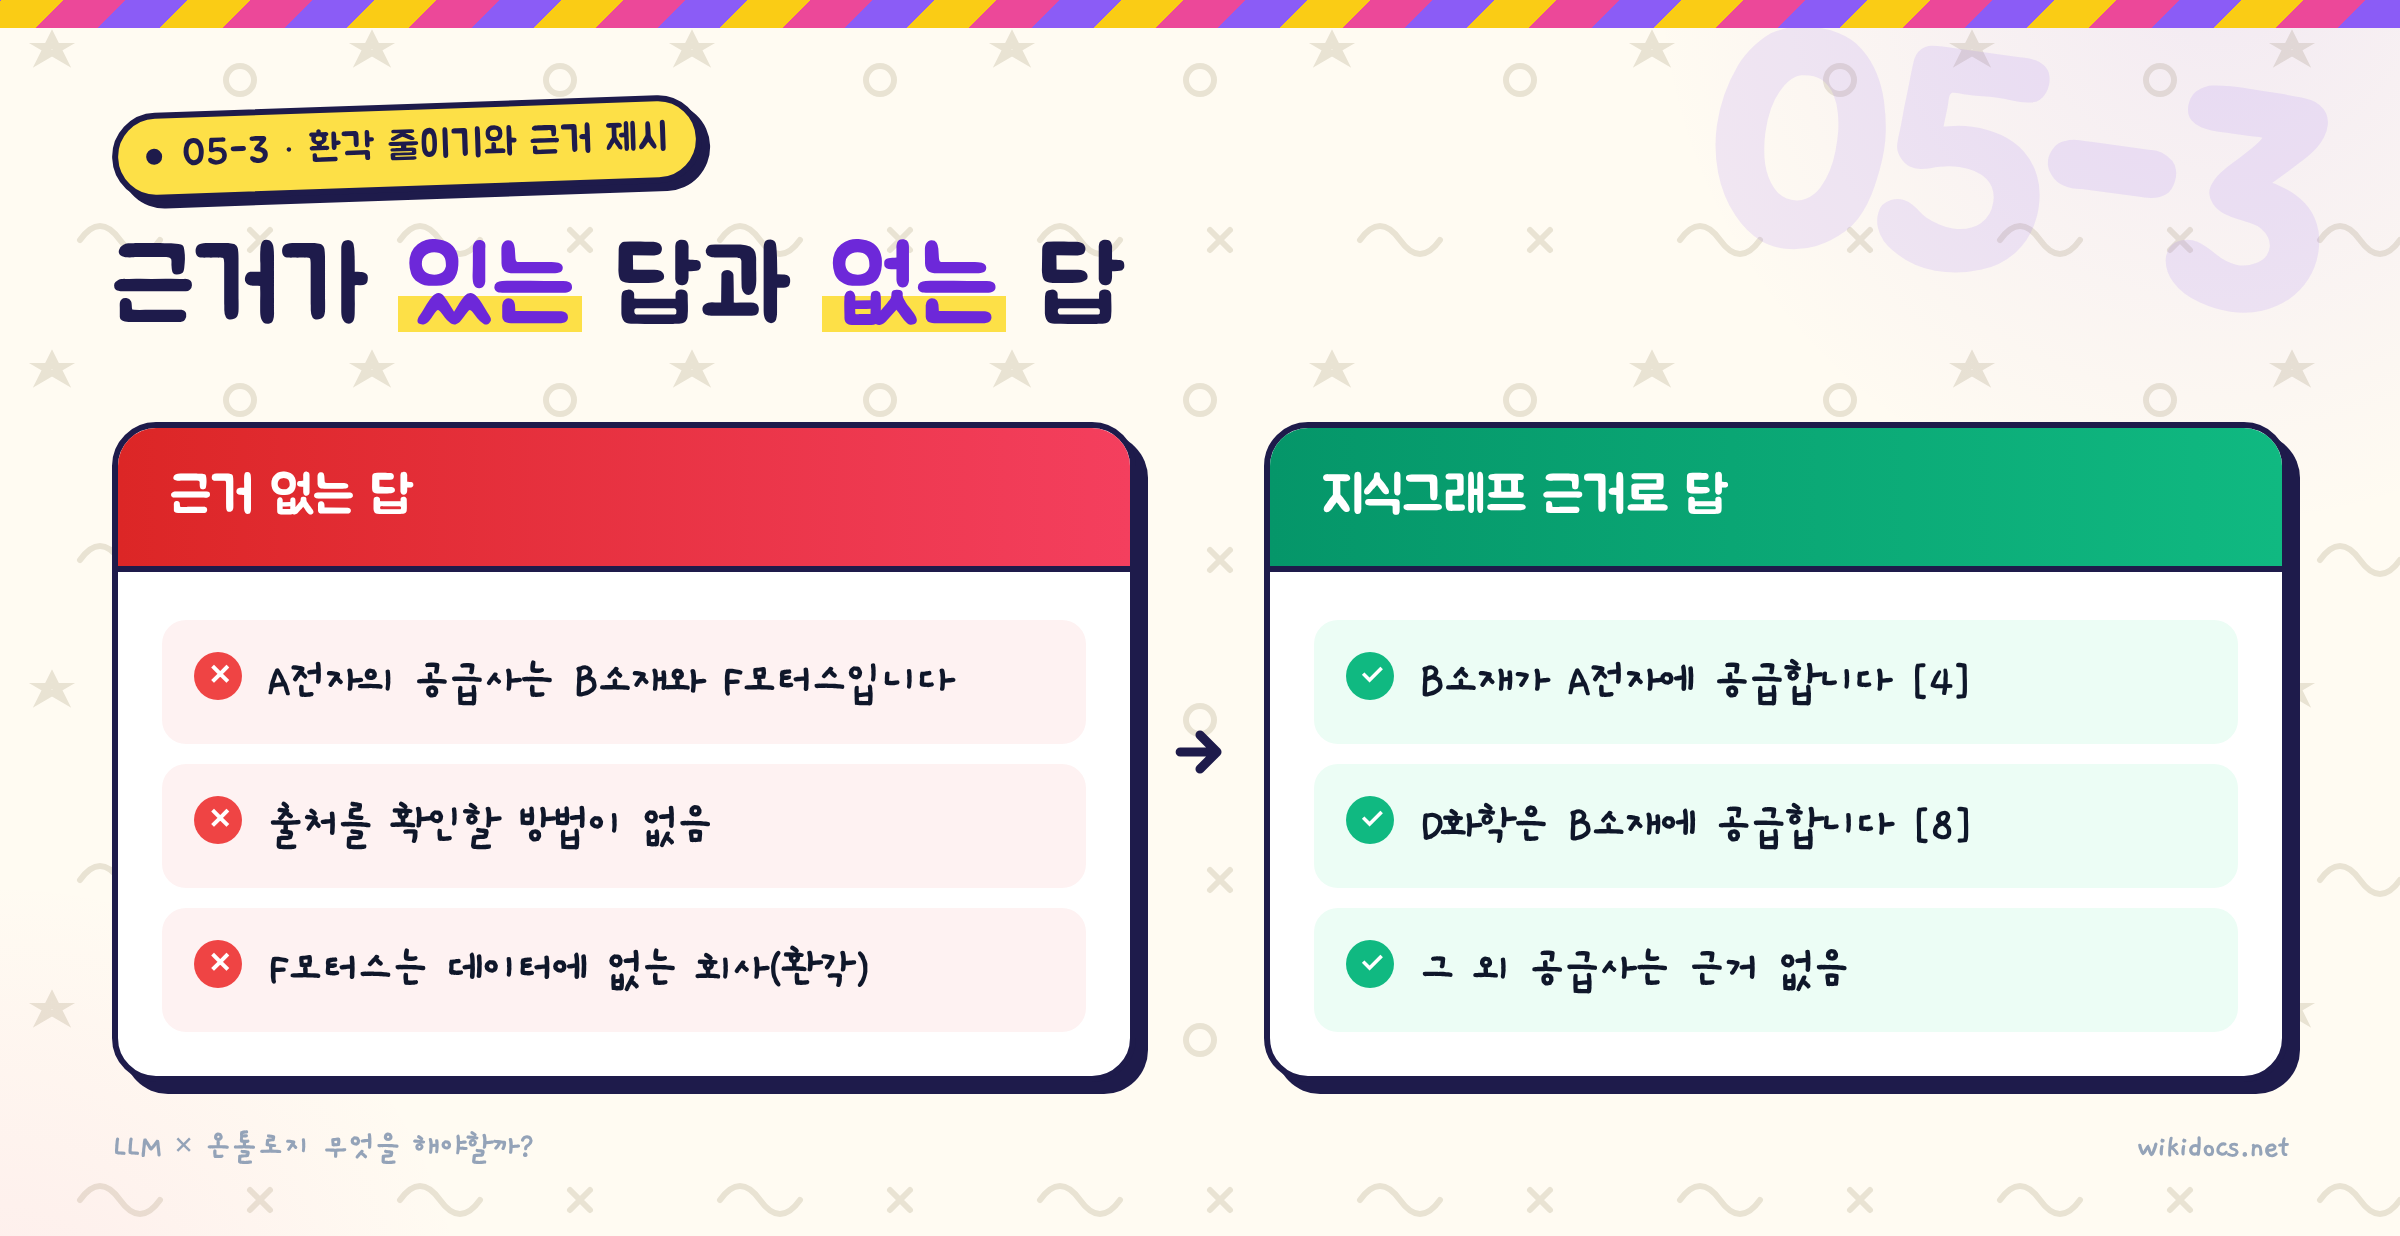 05-3
05-3 · 환각 줄이기와 근거 제시
근거가 있는 답과 없는 답
근거 없는 답
A전자의 공급사는 B소재와 F모터스입니다
출처를 확인할 방법이 없음
F모터스는 데이터에 없는 회사(환각)
지식그래프 근거로 답
B소재가 A전자에 공급합니다 [4]
D화학은 B소재에 공급합니다 [8]
그 외 공급사는 근거 없음
LLM × 온톨로지 무엇을 해야할까?
wikidocs.net